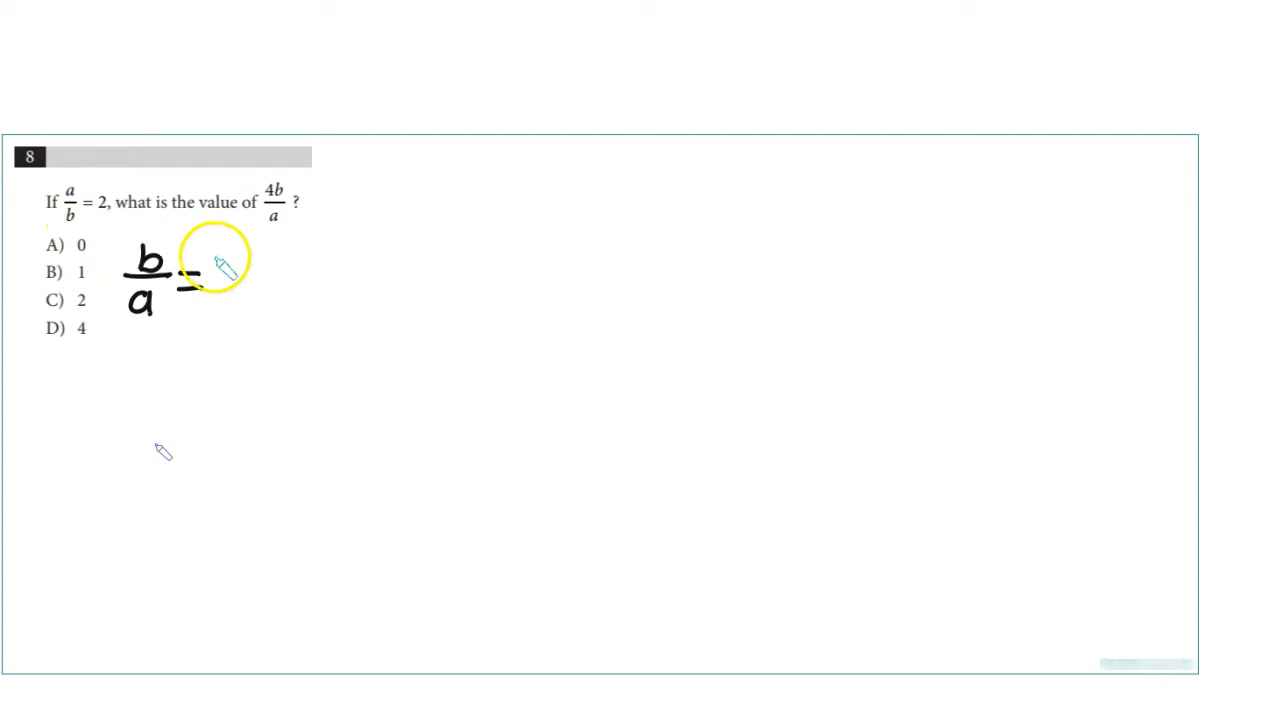 8
If a/b = 2, what is the value of 4b/a ?
A) 0
B) 1
C) 2
D) 4
b/a =